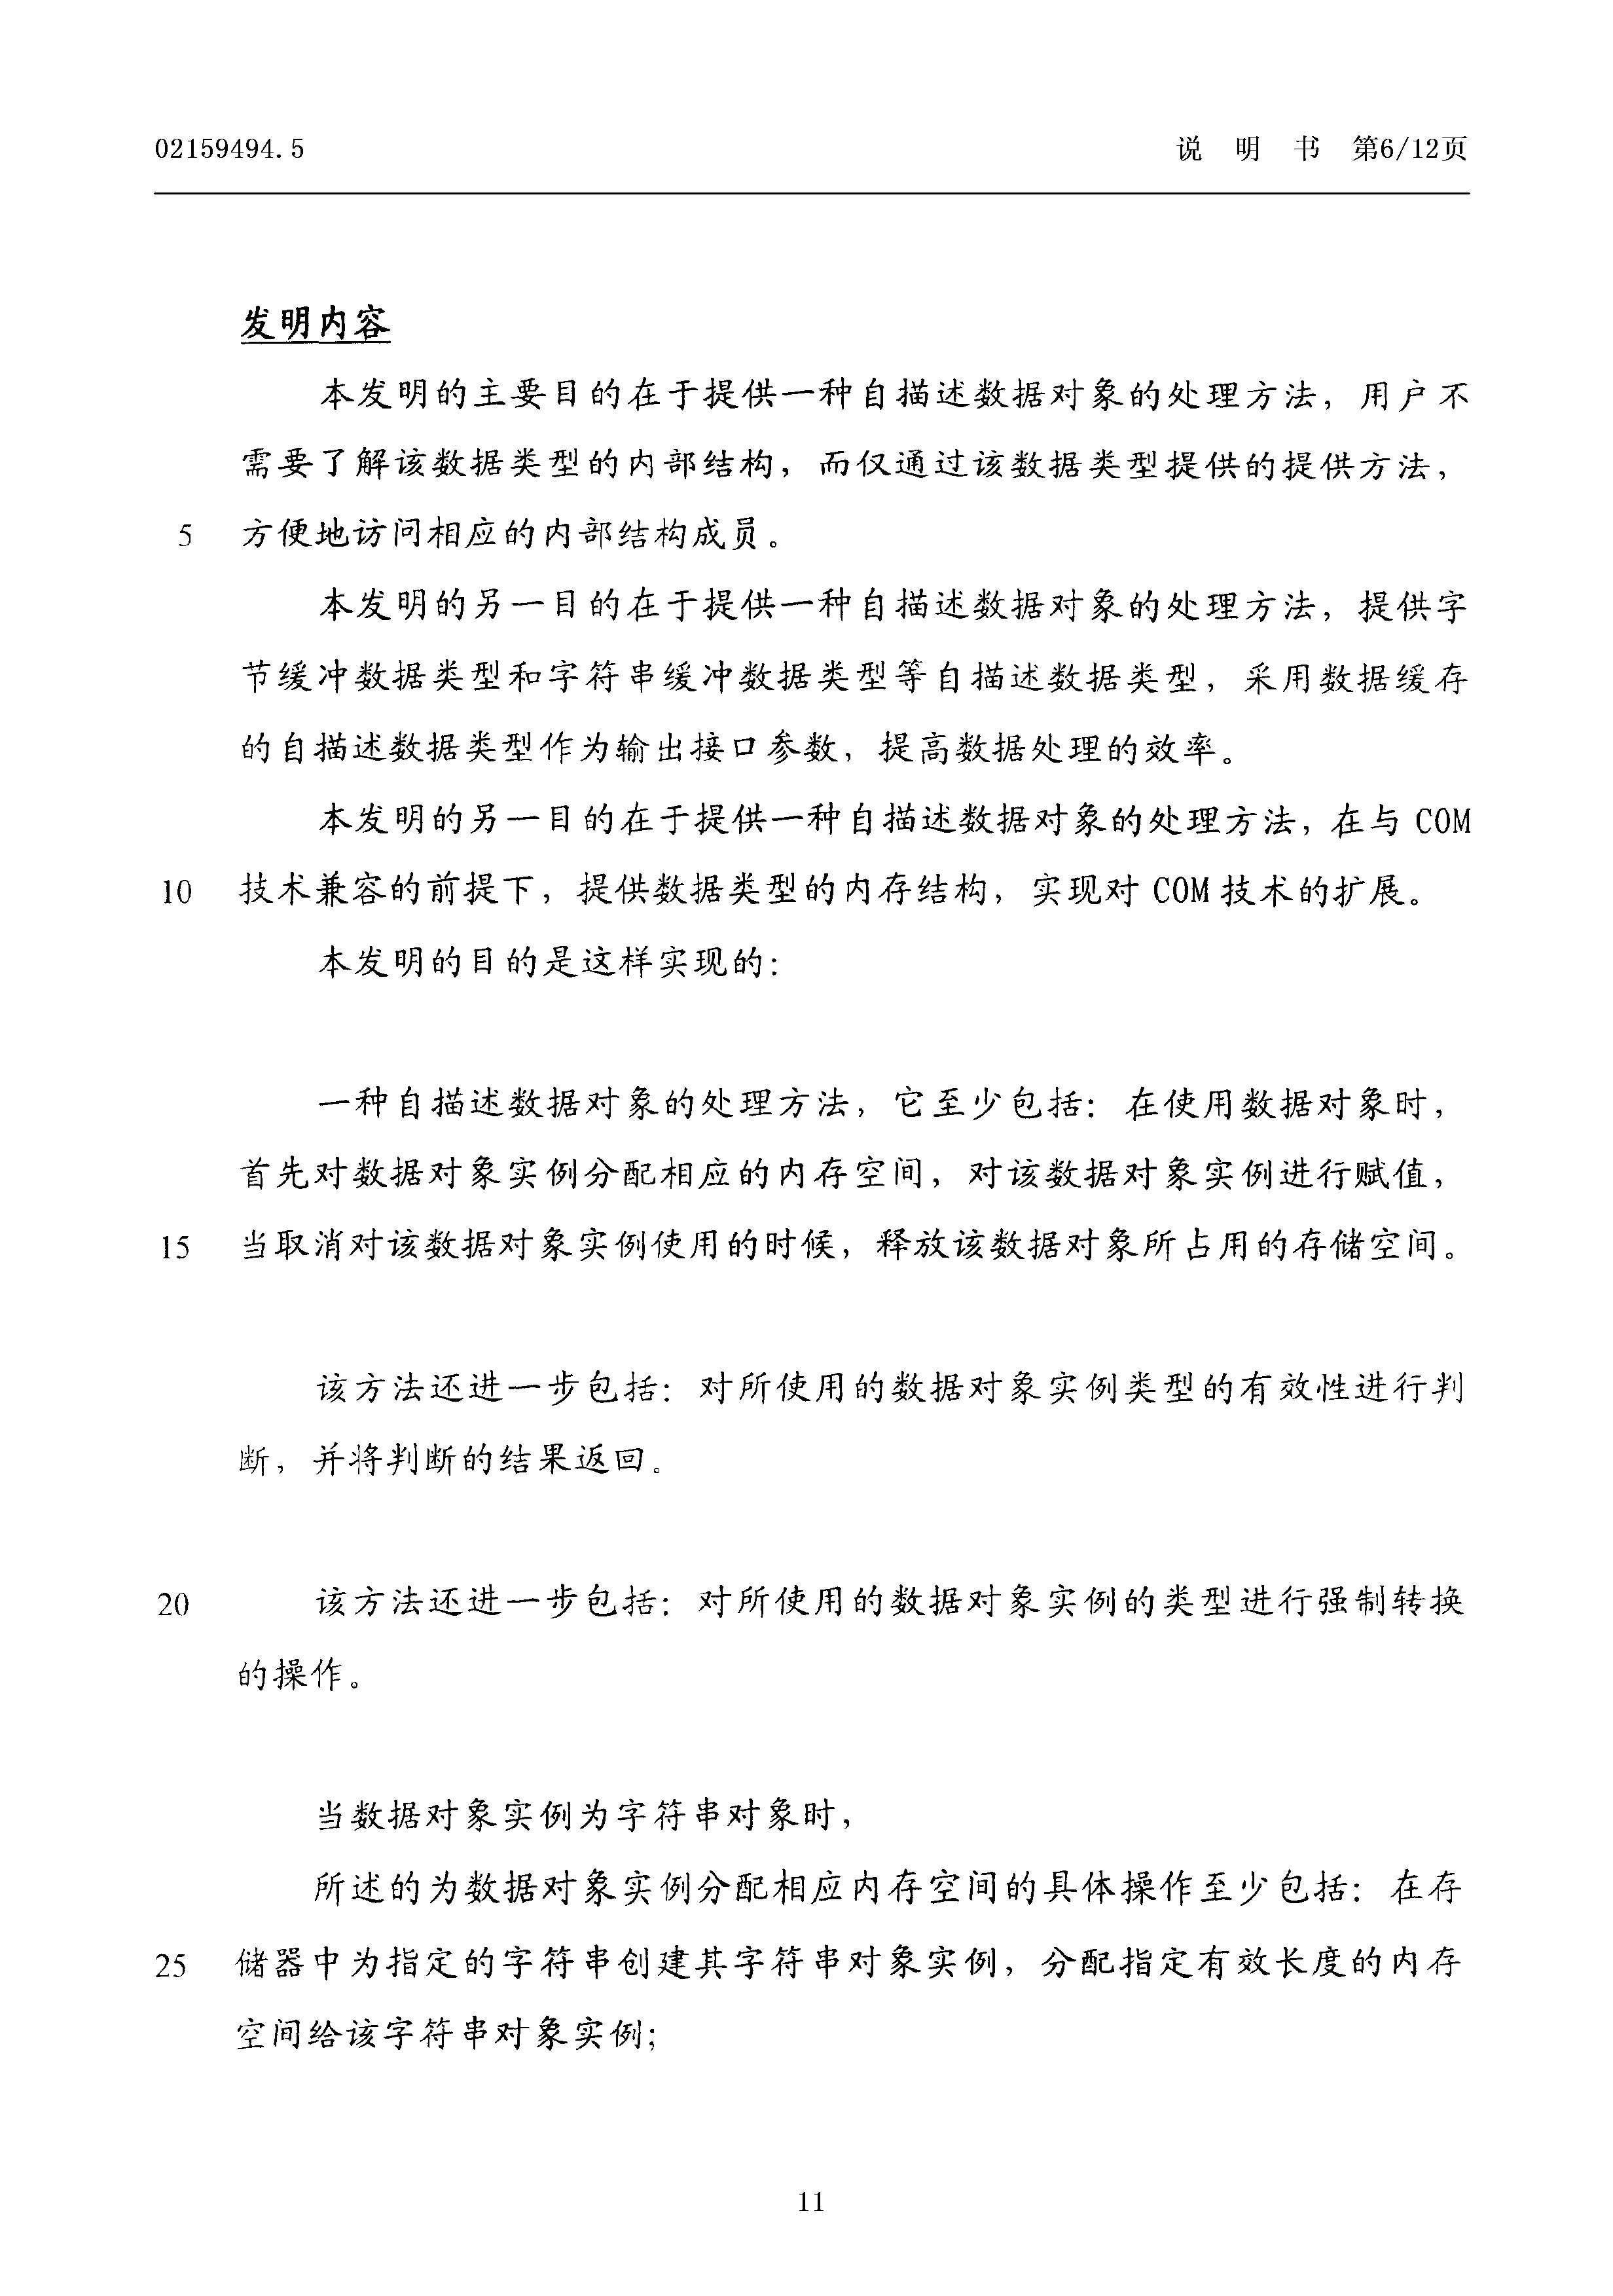 02159494.5 说 明 书 第6/12页
发明内容
本发明的主要目的在于提供一种自描述数据对象的处理方法，用户不
需要了解该数据类型的内部结构，而仅通过该数据类型提供的提供方法，
5 方便地访问相应的内部结构成员。
本发明的另一目的在于提供一种自描述数据对象的处理方法，提供字
节缓冲数据类型和字符串缓冲数据类型等自描述数据类型，采用数据缓存
的自描述数据类型作为输出接口参数，提高数据处理的效率。
本发明的另一目的在于提供一种自描述数据对象的处理方法，在与 COM
10 技术兼容的前提下，提供数据类型的内存结构，实现对 COM 技术的扩展。
本发明的目的是这样实现的：
一种自描述数据对象的处理方法，它至少包括：在使用数据对象时，
首先对数据对象实例分配相应的内存空间，对该数据对象实例进行赋值，
15 当取消对该数据对象实例使用的时候，释放该数据对象所占用的存储空间。
该方法还进一步包括：对所使用的数据对象实例类型的有效性进行判
断，并将判断的结果返回。
20 该方法还进一步包括：对所使用的数据对象实例的类型进行强制转换
的操作。
当数据对象实例为字符串对象时，
所述的为数据对象实例分配相应内存空间的具体操作至少包括：在存
25 储器中为指定的字符串创建其字符串对象实例，分配指定有效长度的内存
空间给该字符串对象实例；
11